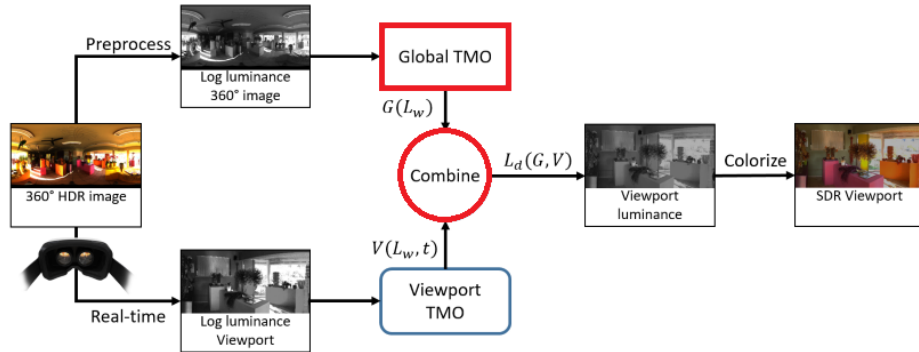 Preprocess
Log luminance
360° image
Global TMO
G(L_w)
360° HDR image
Combine
L_d(G, V)
Viewport
luminance
Colorize
SDR Viewport
V(L_w, t)
Real-time
Log luminance
Viewport
Viewport
TMO